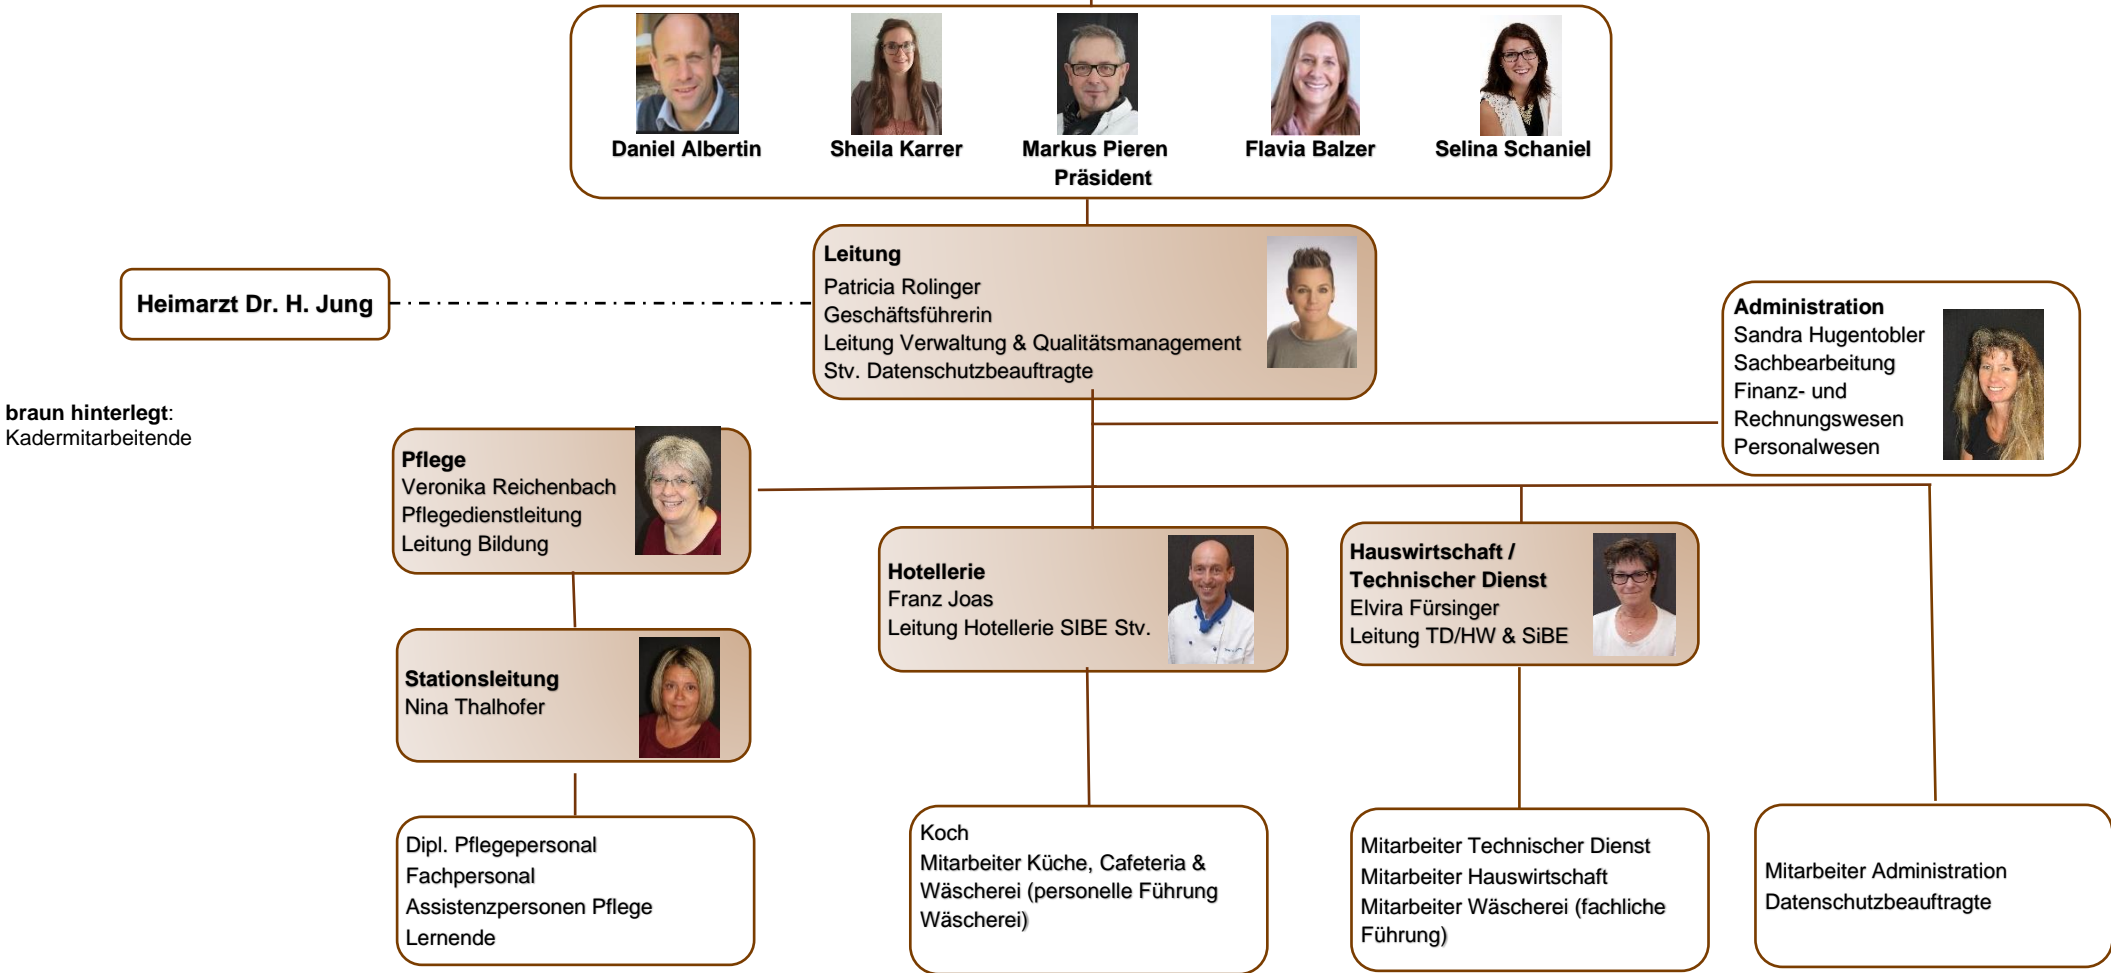 Daniel Albertin
Sheila Karrer
Markus Pieren
Präsident
Flavia Balzer
Selina Schaniel
Leitung
Patricia Rolinger
Geschäftsführerin
Leitung Verwaltung & Qualitätsmanagement
Stv. Datenschutzbeauftragte
Heimarzt Dr. H. Jung
Administration
Sandra Hugentobler
Sachbearbeitung
Finanz- und
Rechnungswesen
Personalwesen
braun hinterlegt:
Kadermitarbeitende
Pflege
Veronika Reichenbach
Pflegedienstleitung
Leitung Bildung
Hotellerie
Franz Joas
Leitung Hotellerie SIBE Stv.
Hauswirtschaft /
Technischer Dienst
Elvira Fürsinger
Leitung TD/HW & SiBE
Stationsleitung
Nina Thalhofer
Dipl. Pflegepersonal
Fachpersonal
Assistenzpersonen Pflege
Lernende
Koch
Mitarbeiter Küche, Cafeteria &
Wäscherei (personelle Führung
Wäscherei)
Mitarbeiter Technischer Dienst
Mitarbeiter Hauswirtschaft
Mitarbeiter Wäscherei (fachliche
Führung)
Mitarbeiter Administration
Datenschutzbeauftragte